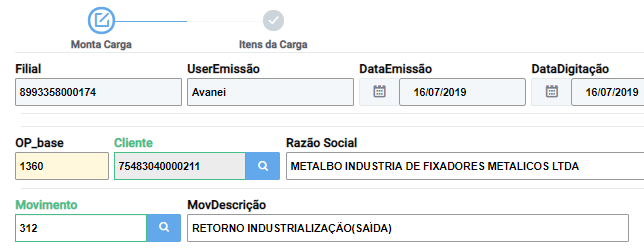 Monta Carga Itens da Carga
Filial UserEmissão DataEmissão DataDigitação
8993358000174 Avanei 16/07/2019 16/07/2019
OP_base Cliente Razão Social
1360 75483040000211 METALBO INDUSTRIA DE FIXADORES METALICOS LTDA
Movimento MovDescrição
312 RETORNO INDUSTRIALIZAÇÃO(SAÍDA)